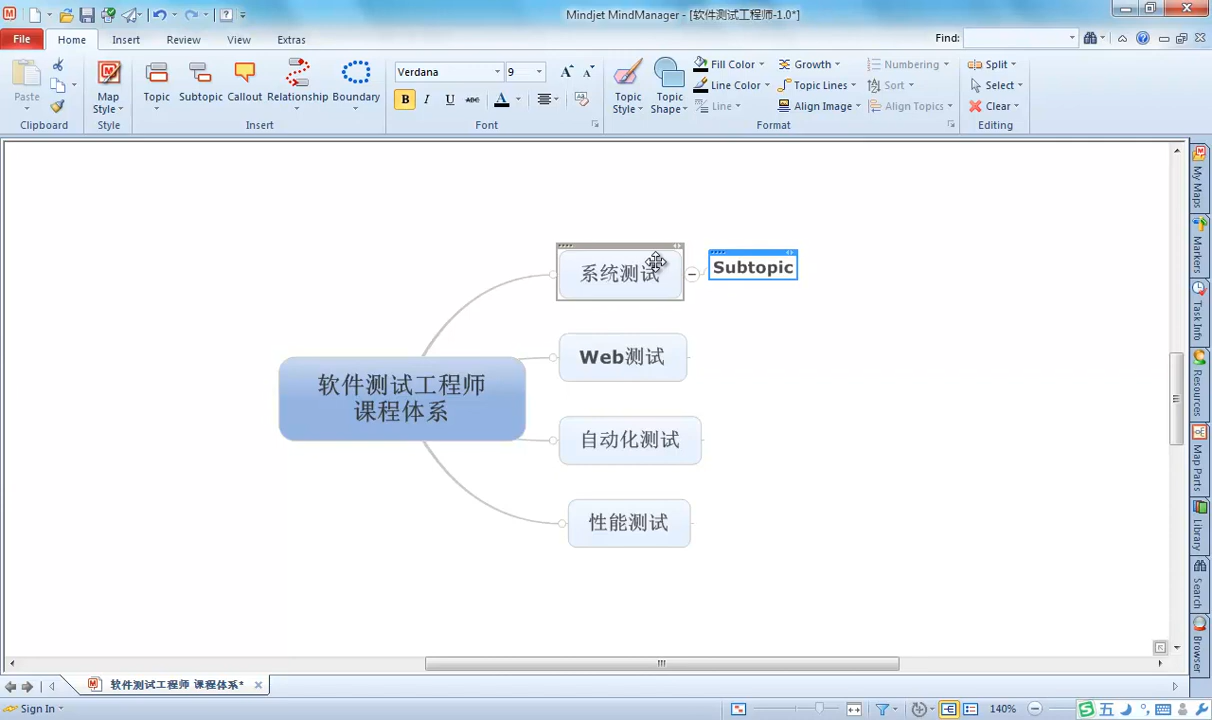 Mindjet MindManager - [软件测试工程师-1.0*]
File
Home
Insert
Review
View
Extras
Find:
Paste
Map Style
Topic
Subtopic
Callout
Relationship
Boundary
Verdana
9
B
I
U
abc
A
Topic Style
Topic Shape
Fill Color
Line Color
Line
Growth
Topic Lines
Align Image
Numbering
Sort
Align Topics
Split
Select
Clear
Clipboard
Style
Insert
Font
Format
Editing
系统测试
Subtopic
Web测试
软件测试工程师
课程体系
自动化测试
性能测试
My Maps
Markers
Task Info
Resources
Map Parts
Library
Search
Browser
软件测试工程师 课程体系*
Sign In
140%
五